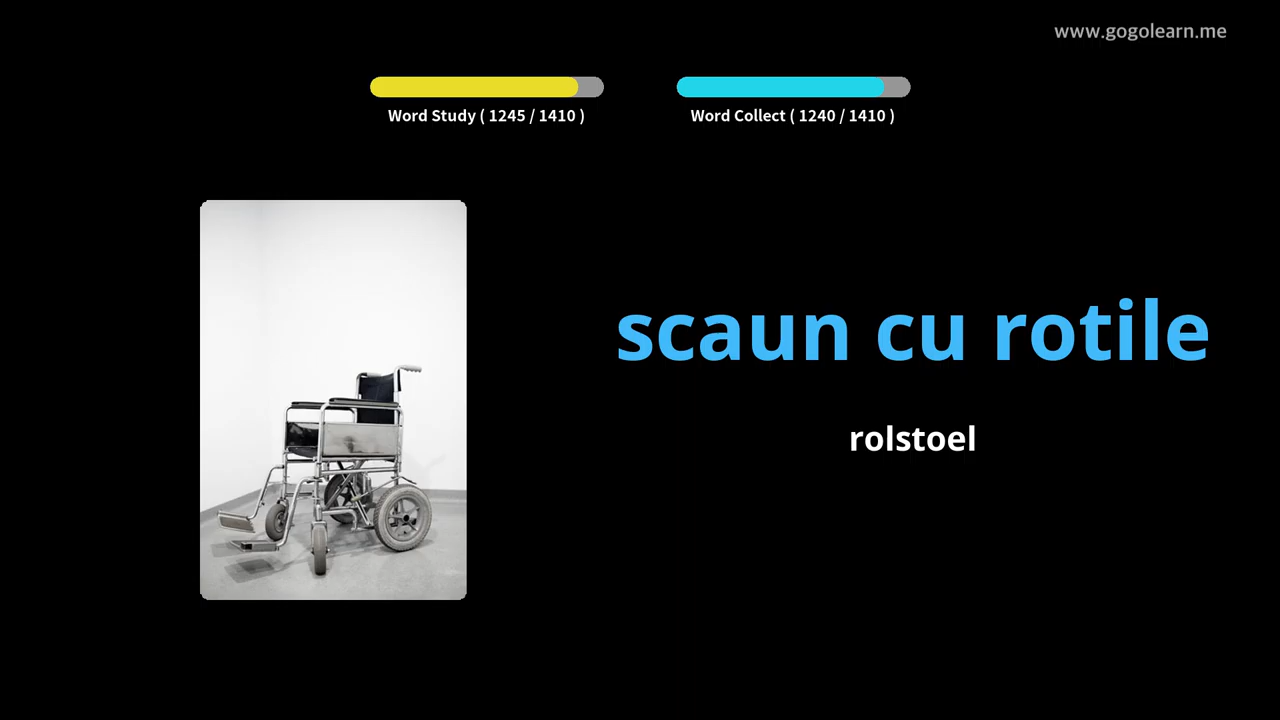 www.gogolearn.me
Word Study ( 1245 / 1410 )
Word Collect ( 1240 / 1410 )
scaun cu rotile
rolstoel